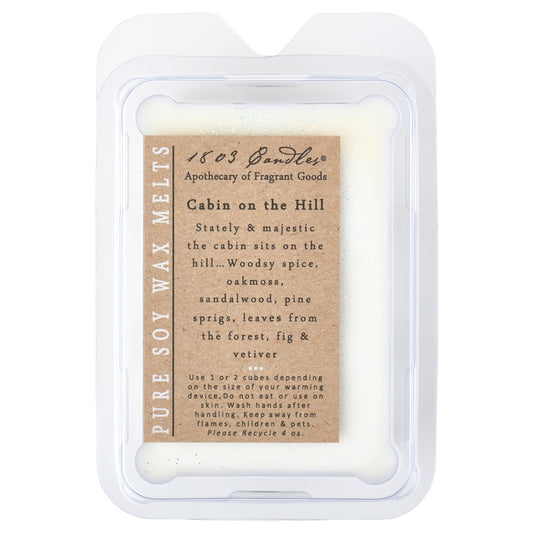 1803 Candles®
Apothecary of Fragrant Goods
Cabin on the Hill
Stately & majestic
the cabin sits on the
hill...Woodsy spice,
oakmoss,
sandalwood, pine
sprigs, leaves from
the forest, fig &
vetiver
Use 1 or 2 cubes depending
on the size of your warming
device.Do not eat or use on
skin. Wash hands after
handling. Keep away from
flames, children & pets.
Please Recycle 4 oz.
PURE SOY WAX MELTS